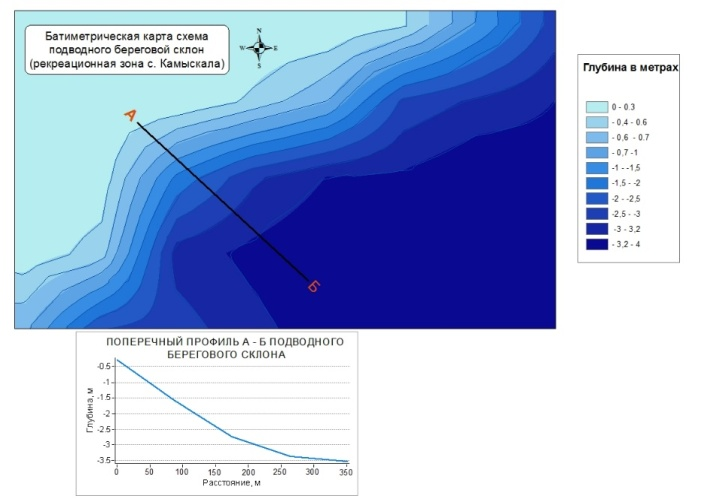 Батиметрическая карта схема
подводного береговой склон
(рекреационная зона с. Камыскала)
N
W E
S
А
Б
Глубина в метрах
0 - 0.3
- 0,4 - 0.6
- 0,6 - 0.7
- 0,7 -1
-1 - -1,5
-1,5 - -2
-2 - -2,5
-2,5 - -3
-3 - 3,2
- 3,2 - 4
ПОПЕРЕЧНЫЙ ПРОФИЛЬ А - Б ПОДВОДНОГО
БЕРЕГОВОГО СКЛОНА
Глубина, м
-0.5
-1
-1.5
-2
-2.5
-3
-3.5
0 50 100 150 200 250 300 350
Расстояние, м